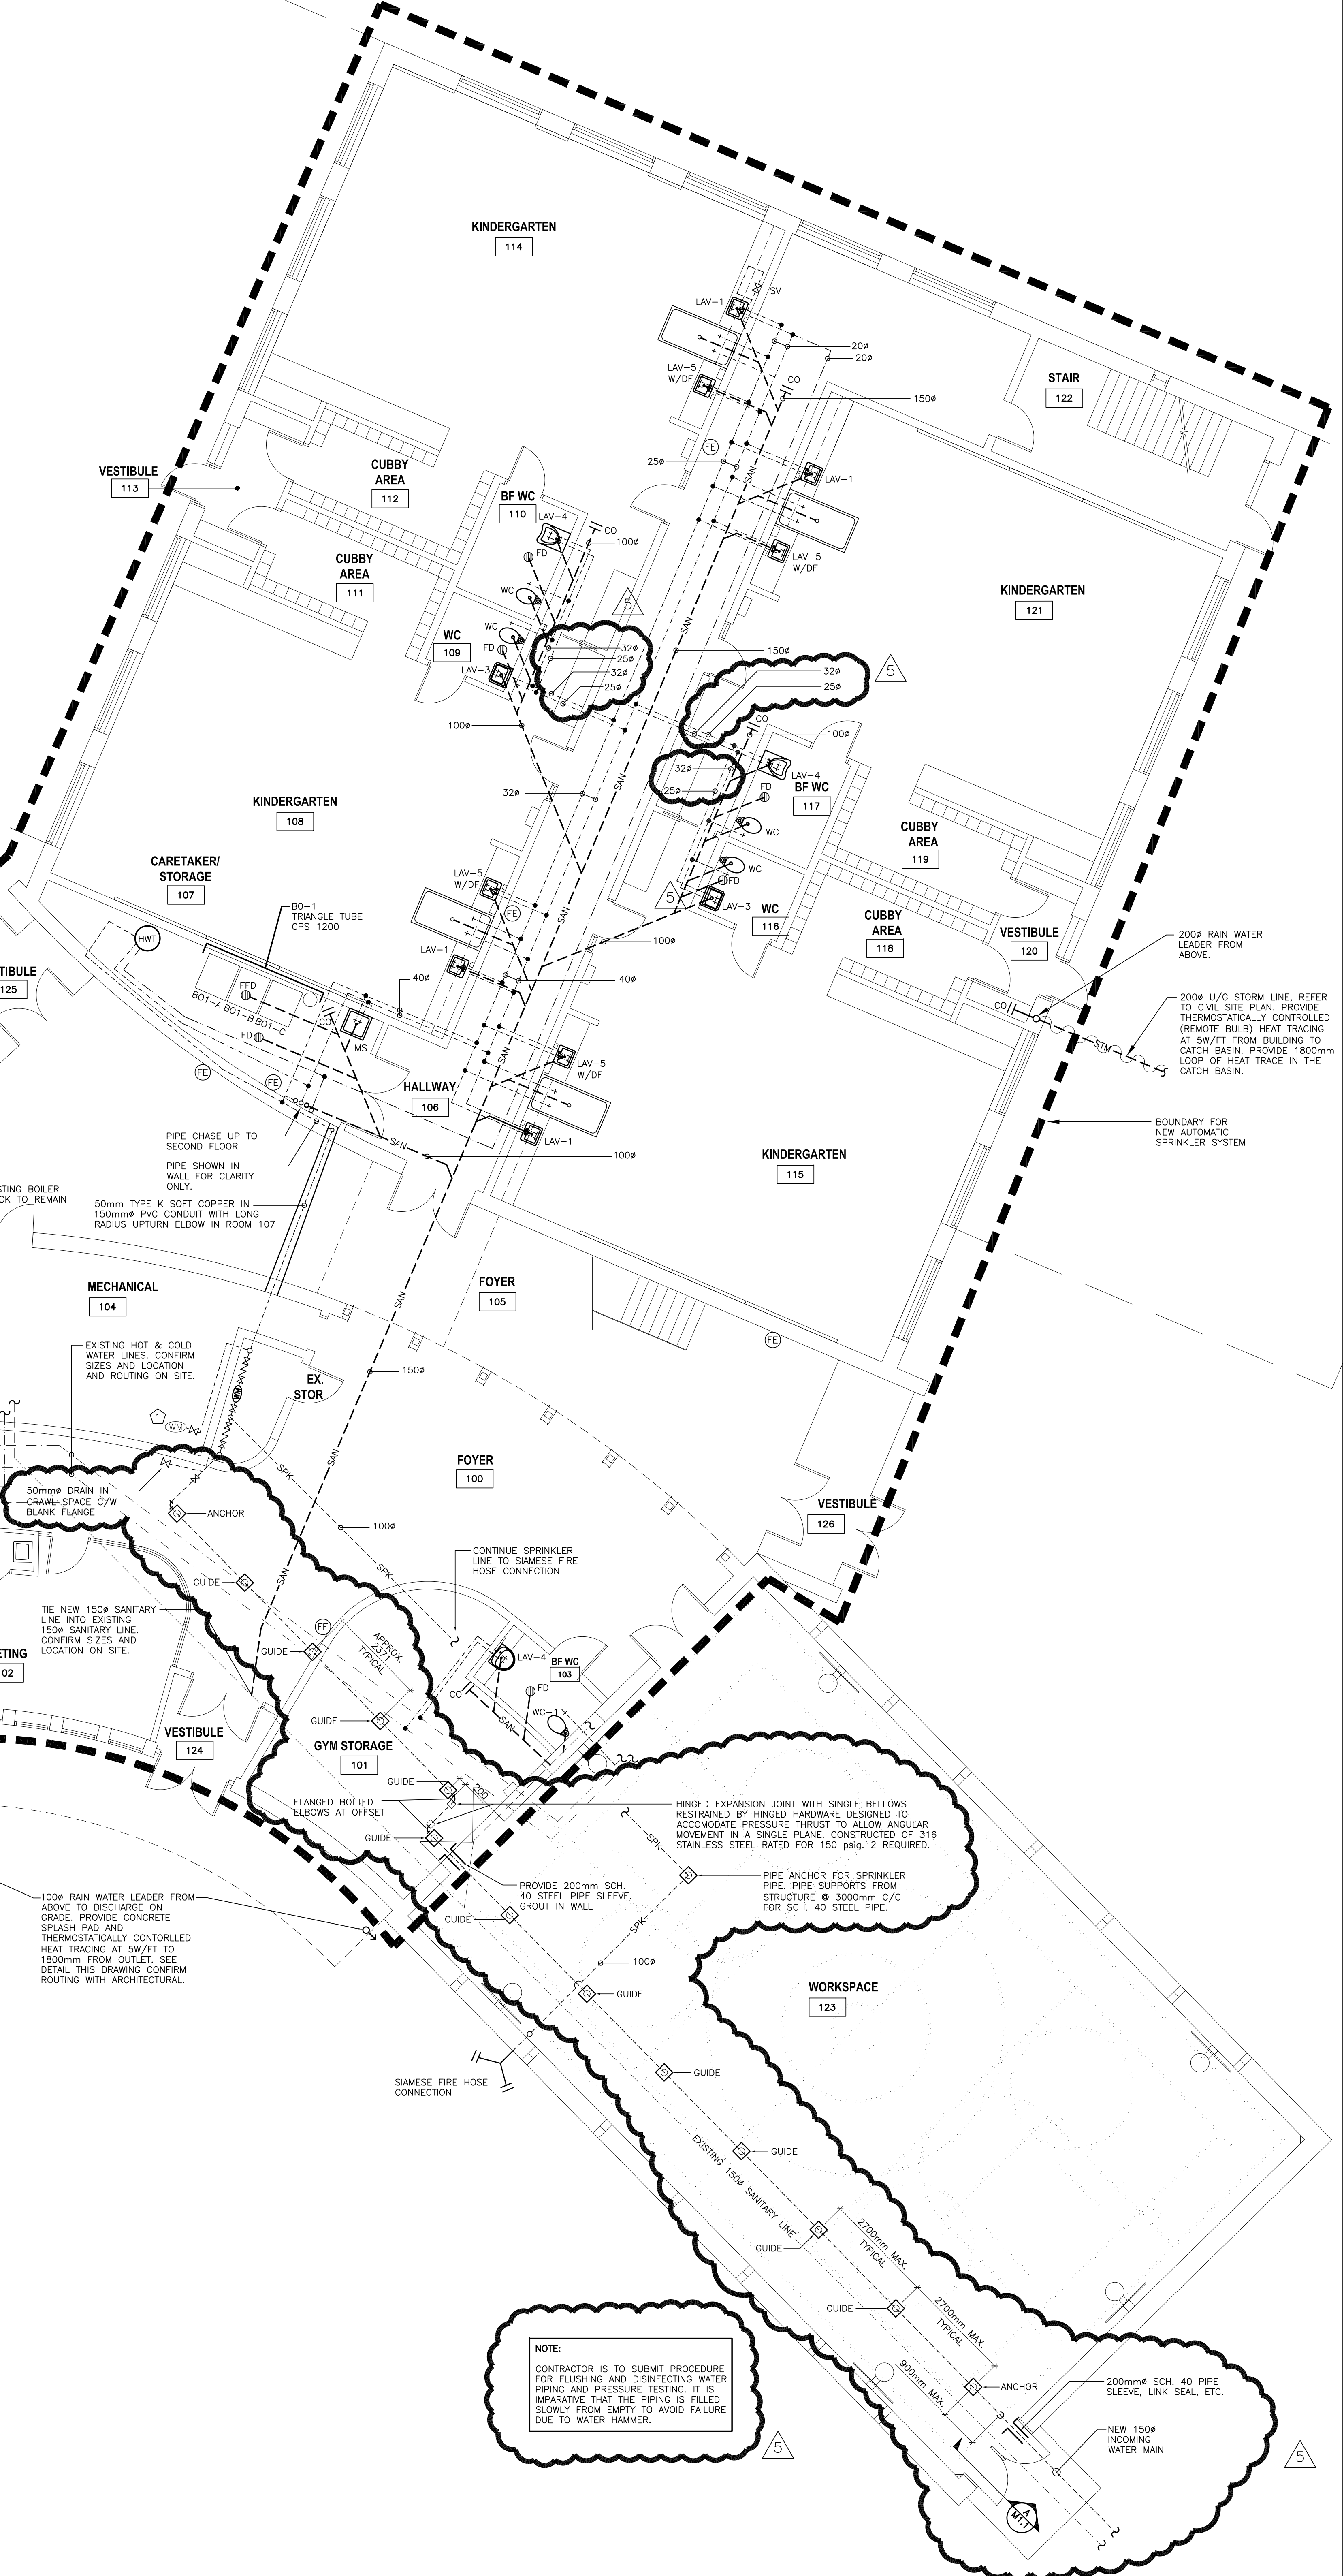 KINDERGARTEN
114
LAV-1
SV
20ø
20ø
LAV-5
W/DF
CO
150ø
STAIR
122
FE
25ø
SAN
LAV-1
VESTIBULE
113
CUBBY
AREA
112
BF WC
110
LAV-4
CO
100ø
FD
LAV-5
W/DF
CUBBY
AREA
111
WC
5
KINDERGARTEN
121
WC
109
WC
FD
LAV-3
SAN
32ø
25ø
32ø
25ø
150ø
32ø
25ø
5
100ø
CO
100ø
SAN
32ø
25ø
LAV-4
BF WC
117
FD
WC
32ø
KINDERGARTEN
108
CUBBY
AREA
119
CARETAKER/
STORAGE
107
LAV-5
W/DF
WC
FD
5
LAV-3
WC
116
BO-1
TRIANGLE TUBE
CPS 1200
FE
SAN
CUBBY
AREA
118
VESTIBULE
120
HWT
LAV-1
100ø
200ø RAIN WATER
LEADER FROM
ABOVE.
TIBULE
125
FFD
BO1-A BO1-B BO1-C
CO
40ø
40ø
CO
STM
200ø U/G STORM LINE, REFER
TO CIVIL SITE PLAN. PROVIDE
THERMOSTATICALLY CONTROLLED
(REMOTE BULB) HEAT TRACING
AT 5W/FT FROM BUILDING TO
CATCH BASIN. PROVIDE 1800mm
LOOP OF HEAT TRACE IN THE
CATCH BASIN.
FD
MS
SAN
LAV-5
W/DF
FE
FE
HALLWAY
106
PIPE CHASE UP TO
SECOND FLOOR
SAN
LAV-1
100ø
BOUNDARY FOR
NEW AUTOMATIC
SPRINKLER SYSTEM
PIPE SHOWN IN
WALL FOR CLARITY
ONLY.
KINDERGARTEN
115
STING BOILER
CK TO REMAIN
50mm TYPE K SOFT COPPER IN
150mmø PVC CONDUIT WITH LONG
RADIUS UPTURN ELBOW IN ROOM 107
MECHANICAL
104
SAN
FOYER
105
FE
EXISTING HOT & COLD
WATER LINES. CONFIRM
SIZES AND LOCATION
AND ROUTING ON SITE.
EX.
STOR
150ø
WM
1
WM
SAN
SPK
FOYER
100
50mmø DRAIN IN
CRAWL SPACE C/W
BLANK FLANGE
ANCHOR
100ø
VESTIBULE
126
SPK
CONTINUE SPRINKLER
LINE TO SIAMESE FIRE
HOSE CONNECTION
GUIDE
SAN
TIE NEW 150ø SANITARY
LINE INTO EXISTING
150ø SANITARY LINE.
CONFIRM SIZES AND
LOCATION ON SITE.
FE
APPROX.
2371
TYPICAL
GUIDE
ETING
02
LAV-4
BF WC
103
FD
CO
SAN
WC-1
GUIDE
VESTIBULE
124
GYM STORAGE
101
GUIDE
200
FLANGED BOLTED
ELBOWS AT OFFSET
GUIDE
HINGED EXPANSION JOINT WITH SINGLE BELLOWS
RESTRAINED BY HINGED HARDWARE DESIGNED TO
ACCOMODATE PRESSURE THRUST TO ALLOW ANGULAR
MOVEMENT IN A SINGLE PLANE. CONSTRUCTED OF 316
STAINLESS STEEL RATED FOR 150 psig. 2 REQUIRED.
SPK
PROVIDE 200mm SCH.
40 STEEL PIPE SLEEVE.
GROUT IN WALL
PIPE ANCHOR FOR SPRINKLER
PIPE. PIPE SUPPORTS FROM
STRUCTURE @ 3000mm C/C
FOR SCH. 40 STEEL PIPE.
100ø RAIN WATER LEADER FROM
ABOVE TO DISCHARGE ON
GRADE. PROVIDE CONCRETE
SPLASH PAD AND
THERMOSTATICALLY CONTORLLED
HEAT TRACING AT 5W/FT TO
1800mm FROM OUTLET. SEE
DETAIL THIS DRAWING CONFIRM
ROUTING WITH ARCHITECTURAL.
GUIDE
SPK
100ø
GUIDE
WORKSPACE
123
SIAMESE FIRE HOSE
CONNECTION
GUIDE
GUIDE
EXISTING 150ø SANITARY LINE
GUIDE
2700mm MAX.
TYPICAL
GUIDE
2700mm MAX.
TYPICAL
900mm MAX.
ANCHOR
200mmø SCH. 40 PIPE
SLEEVE, LINK SEAL, ETC.
NEW 150ø
INCOMING
WATER MAIN
NOTE:
CONTRACTOR IS TO SUBMIT PROCEDURE
FOR FLUSHING AND DISINFECTING WATER
PIPING AND PRESSURE TESTING. IT IS
IMPARATIVE THAT THE PIPING IS FILLED
SLOWLY FROM EMPTY TO AVOID FAILURE
DUE TO WATER HAMMER.
5
5
A
M1.1